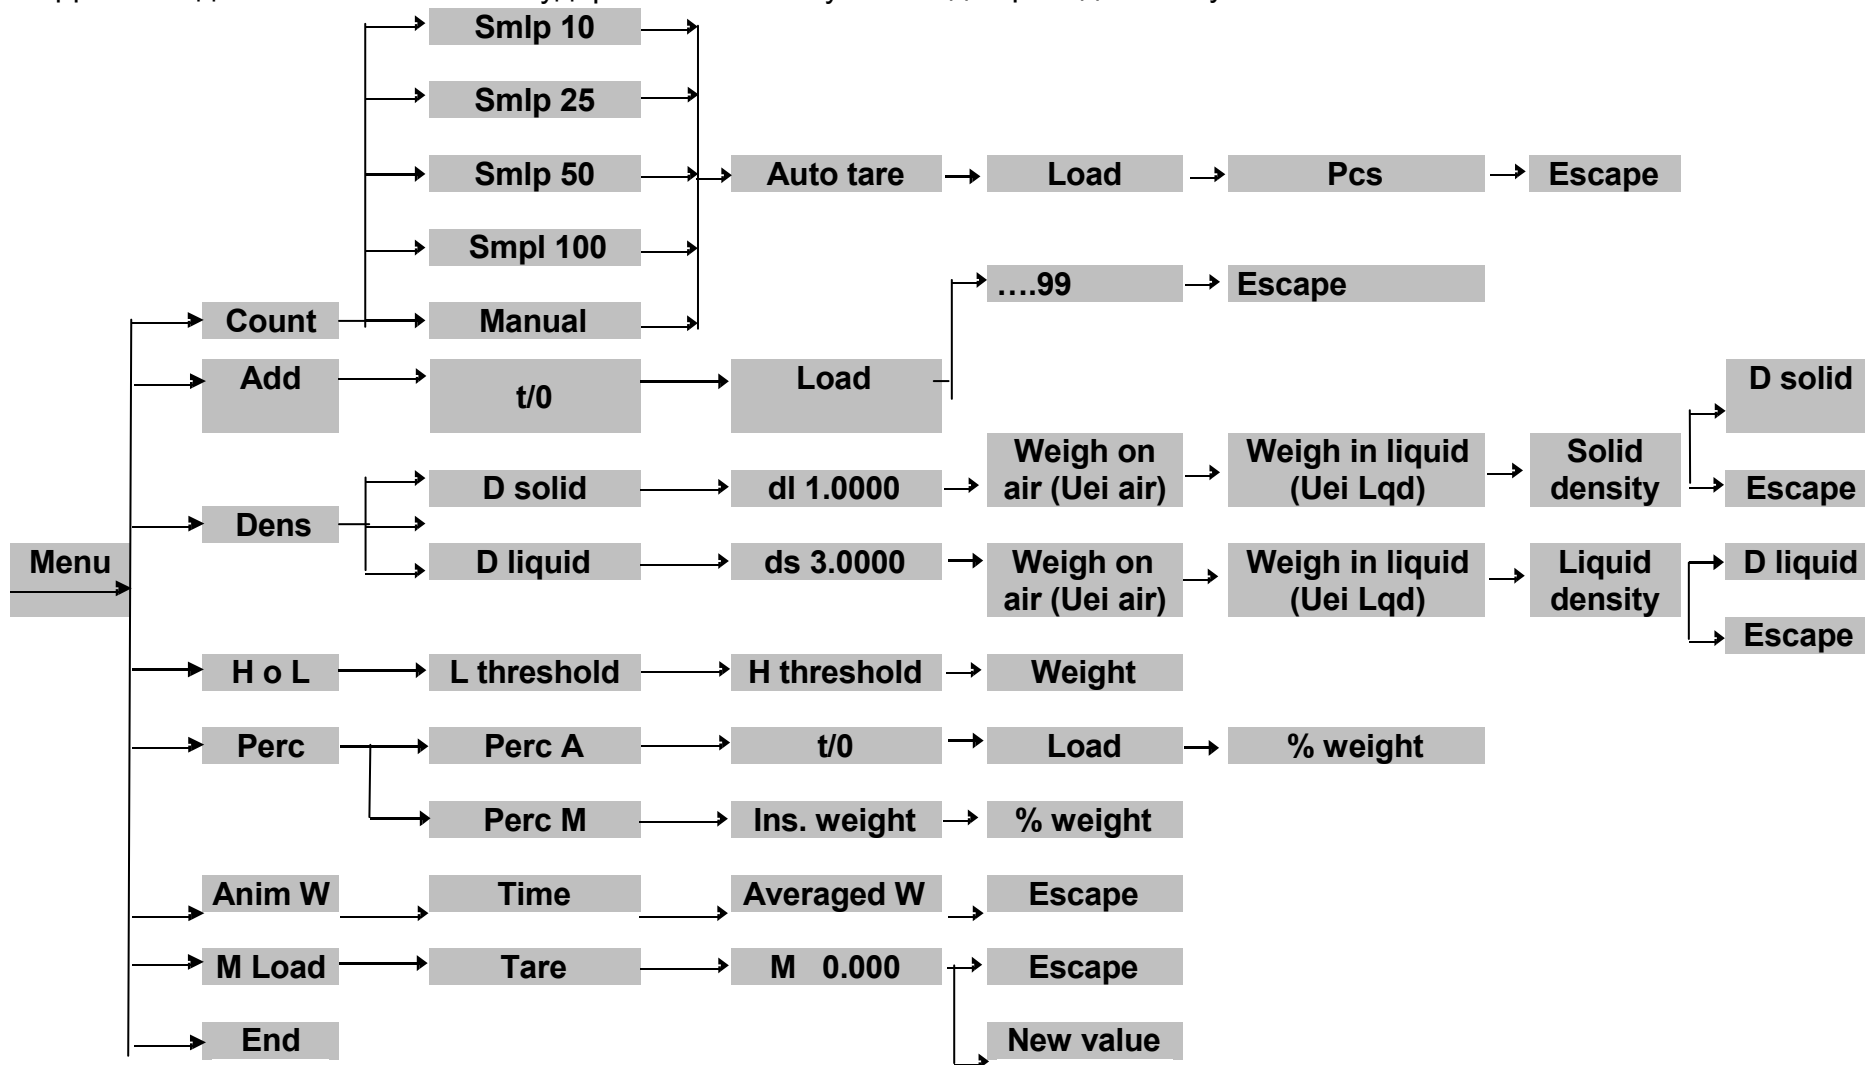 Smlp 10
Smlp 25
Smlp 50 Auto tare Load Pcs Escape
Smpl 100
….99 Escape
Count Manual
Add t/0 Load
D solid
Dens
D solid dl 1.0000 Weigh on
air (Uei air) Weigh in liquid
(Uei Lqd) Solid
density
Escape
D liquid ds 3.0000 Weigh on
air (Uei air) Weigh in liquid
(Uei Lqd) Liquid
density
D liquid
Escape
Menu
H o L L threshold H threshold Weight
Perc Perc A t/0 Load % weight
Perc M Ins. weight % weight
Anim W Time Averaged W Escape
M Load Tare M 0.000 Escape
End New value